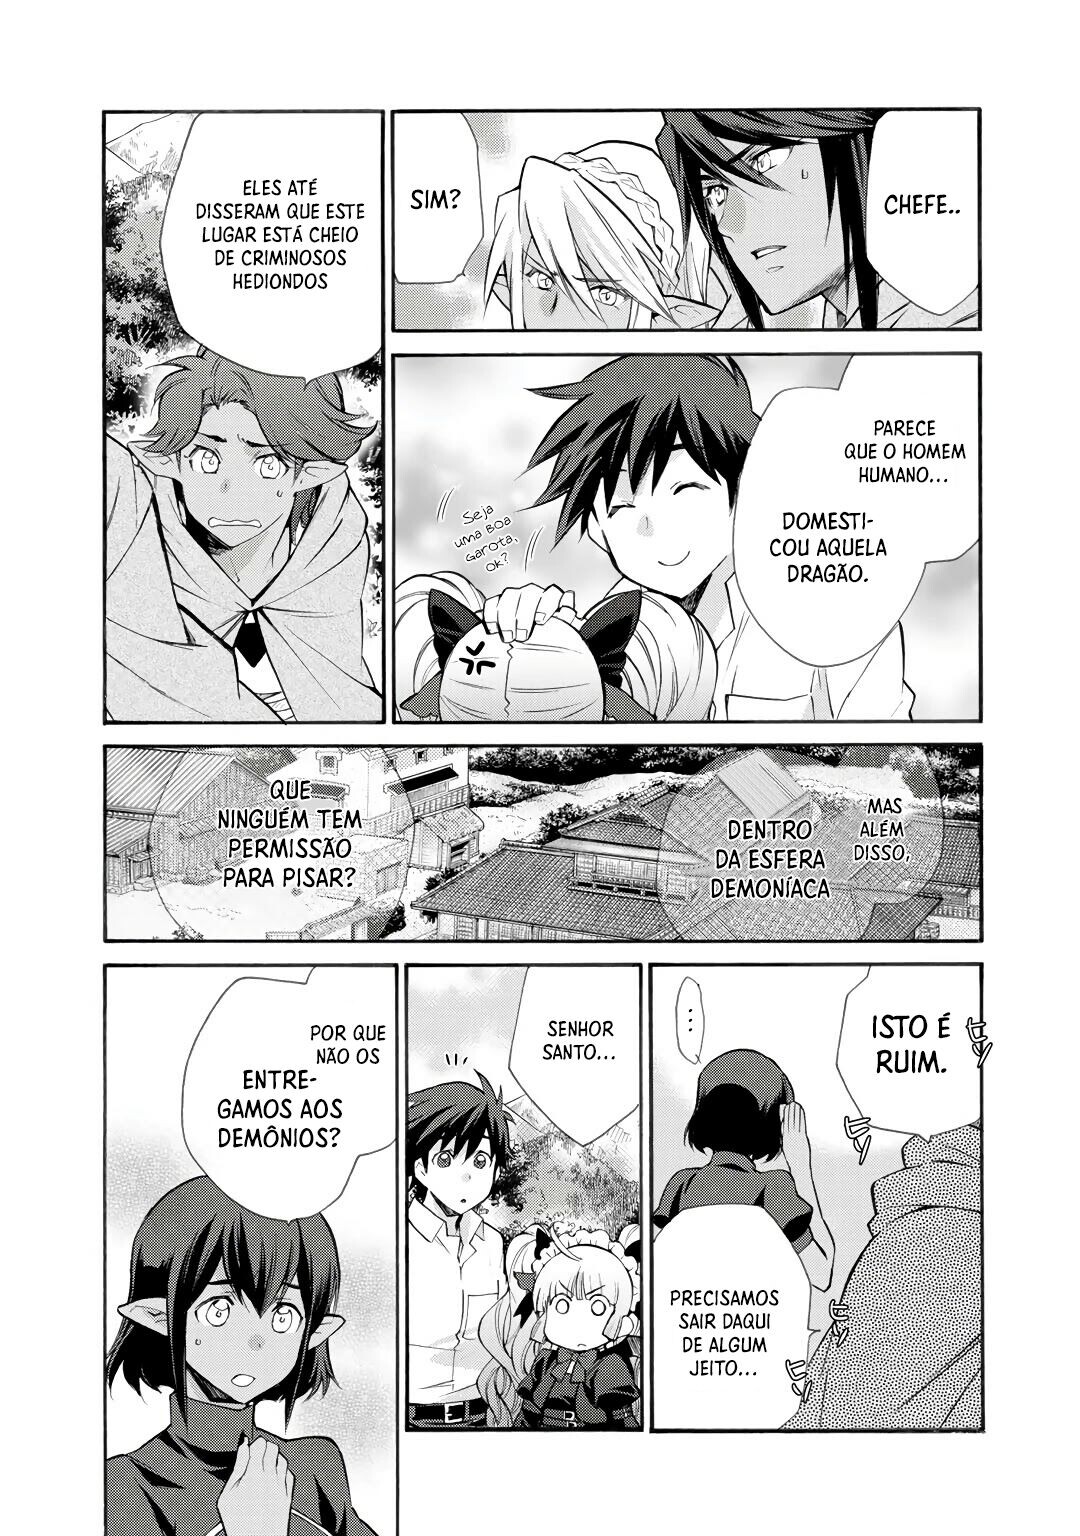 CHEFE..
SIM?
PARECE
QUE O HOMEM
HUMANO...
DOMESTI-
COU AQUELA
DRAGÃO.
Seja
uma boa
garota,
ok?
ELES ATÉ
DISSERAM QUE ESTE
LUGAR ESTÁ CHEIO
DE CRIMINOSOS
HEDIONDOS
MAS
ALÉM
DISSO,
DENTRO
DA ESFERA
DEMONÍACA
QUE
NINGUÉM TEM
PERMISSÃO
PARA PISAR?
ISTO É
RUIM.
...
PRECISAMOS
SAIR DAQUI
DE ALGUM
JEITO...
SENHOR
SANTO...
POR QUE
NÃO OS
ENTRE-
GAMOS AOS
DEMÔNIOS?